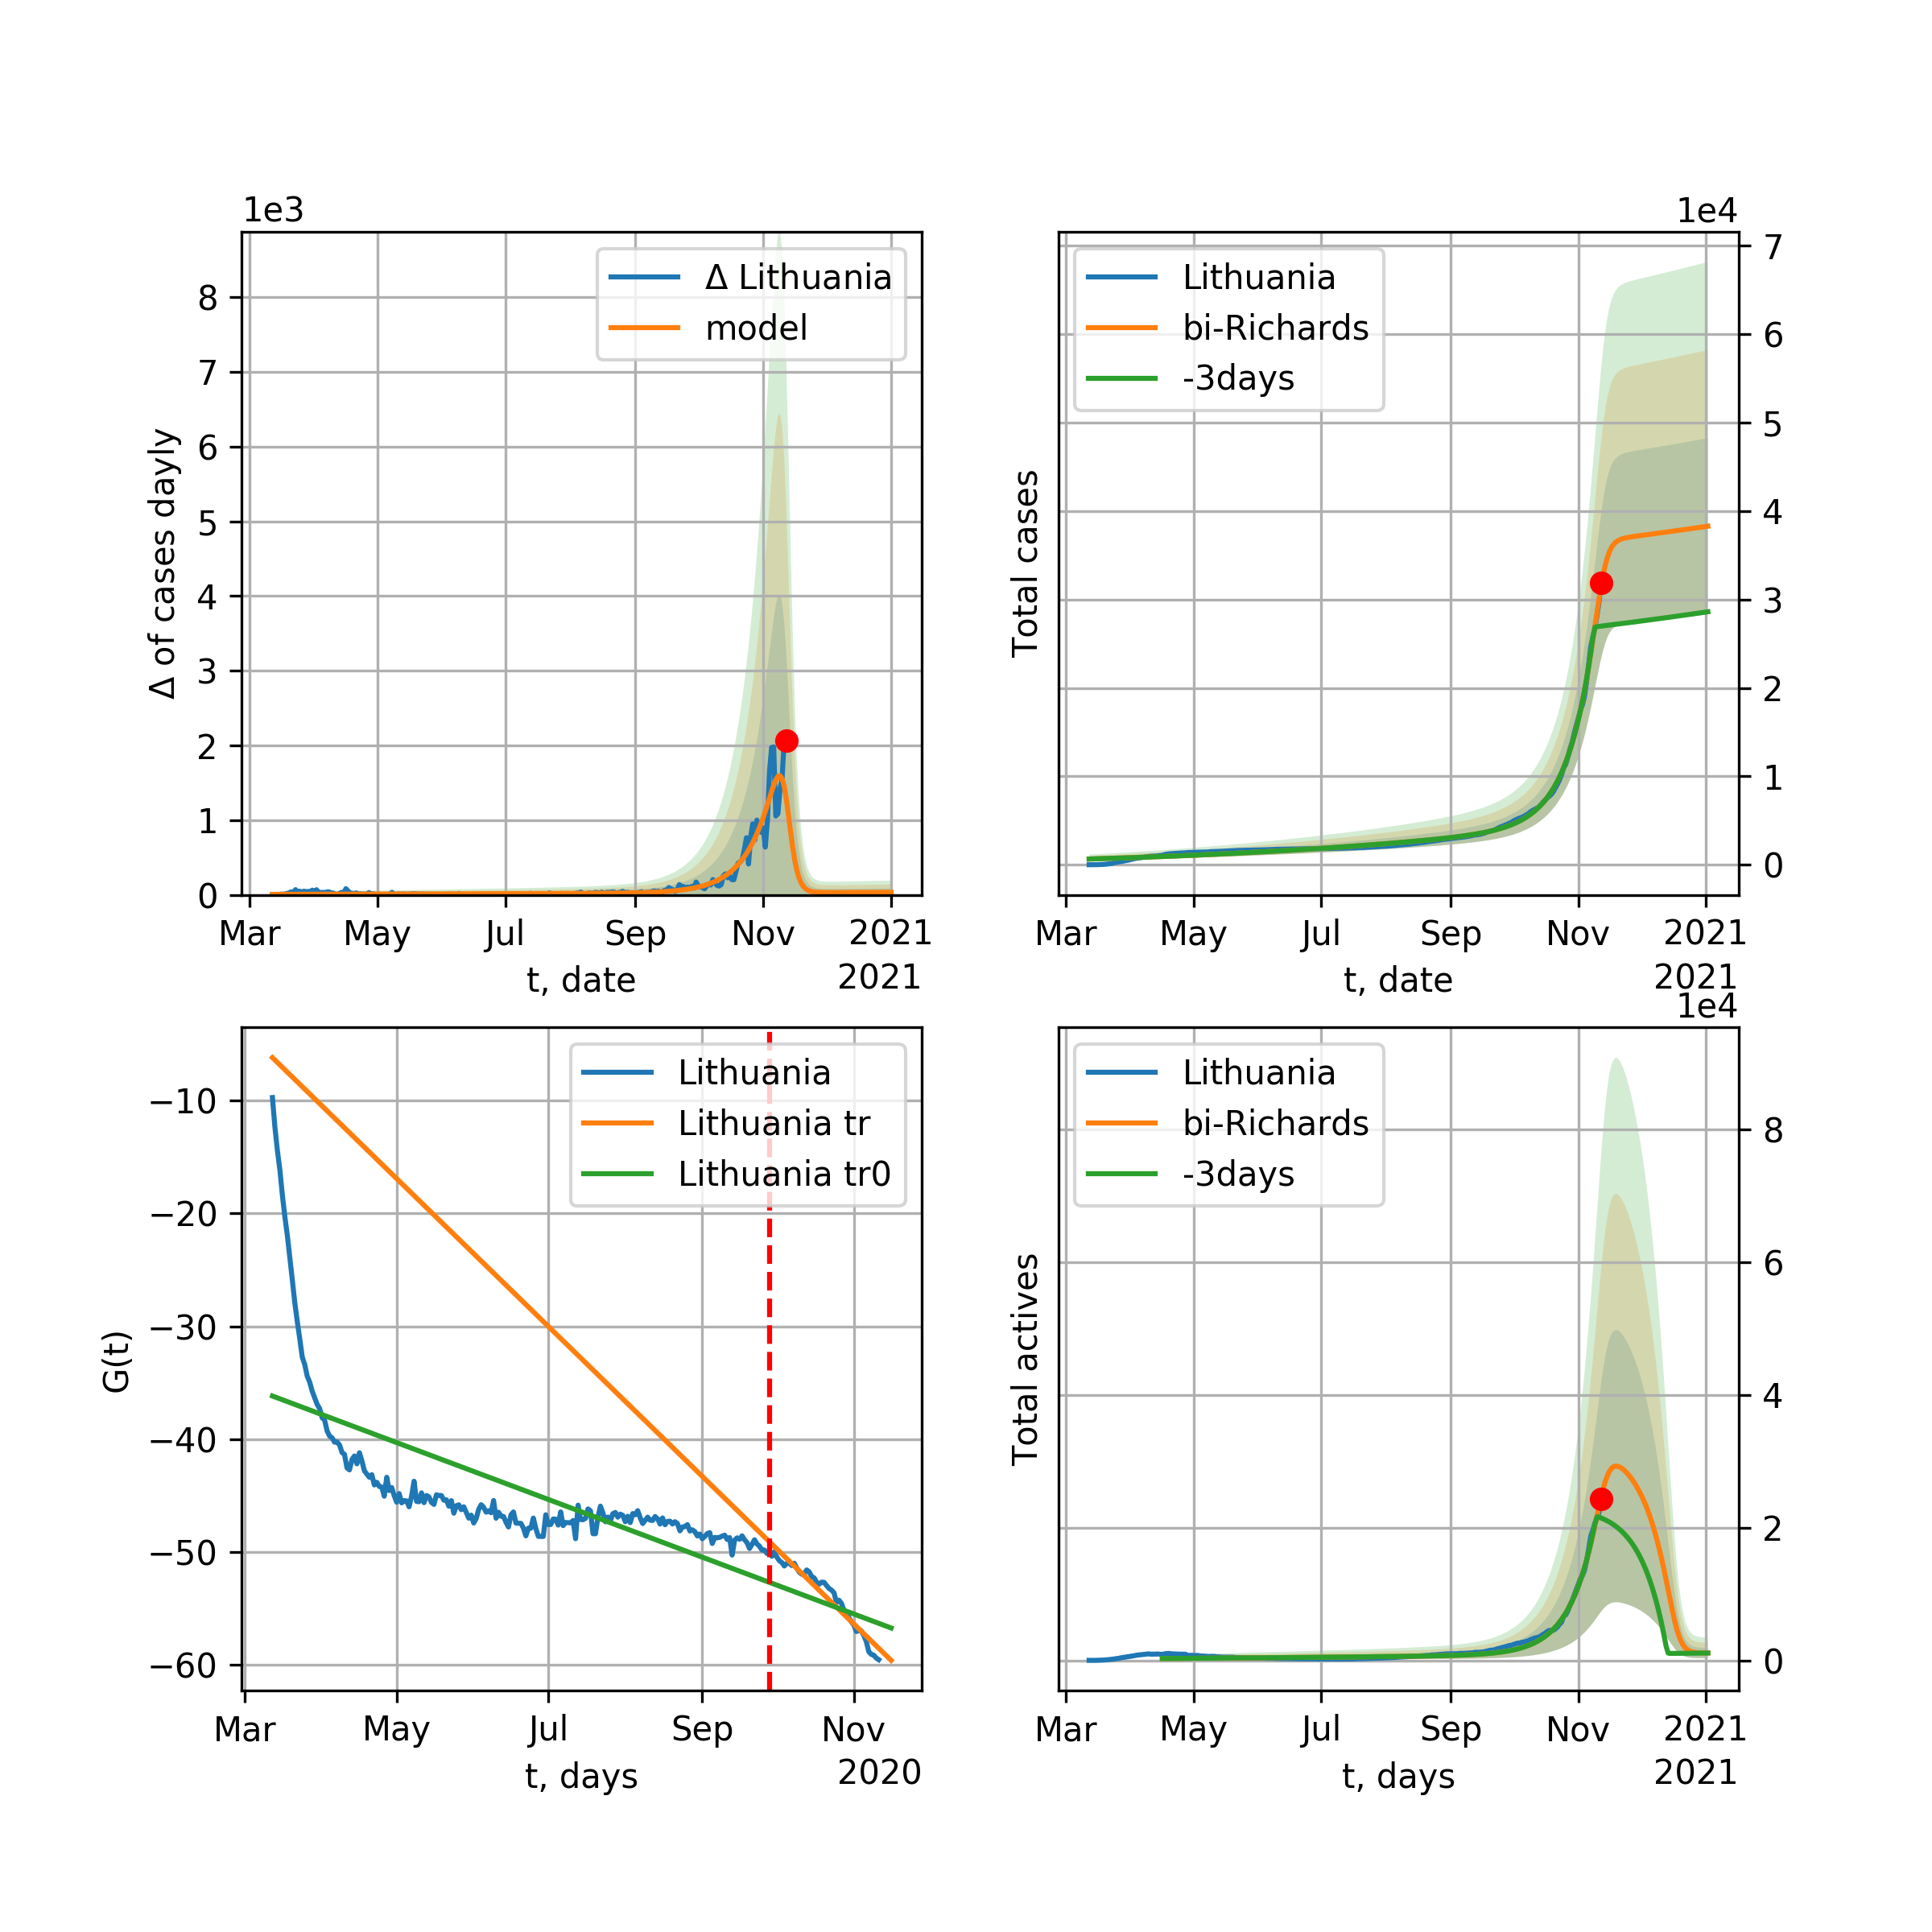 1e3
Δ of cases dayly
8
7
6
5
4
3
2
1
0
Δ Lithuania
model
Mar May Jul Sep Nov 2021
t, date
2021
1e4
Total cases
Lithuania
bi-Richards
-3days
7
6
5
4
3
2
1
0
Mar May Jul Sep Nov 2021
t, date
2021
G(t)
−10
−20
−30
−40
−50
−60
Lithuania
Lithuania tr
Lithuania tr0
Mar May Jul Sep Nov
t, days
2020
1e4
Total actives
Lithuania
bi-Richards
-3days
8
6
4
2
0
Mar May Jul Sep Nov 2021
t, days
2021